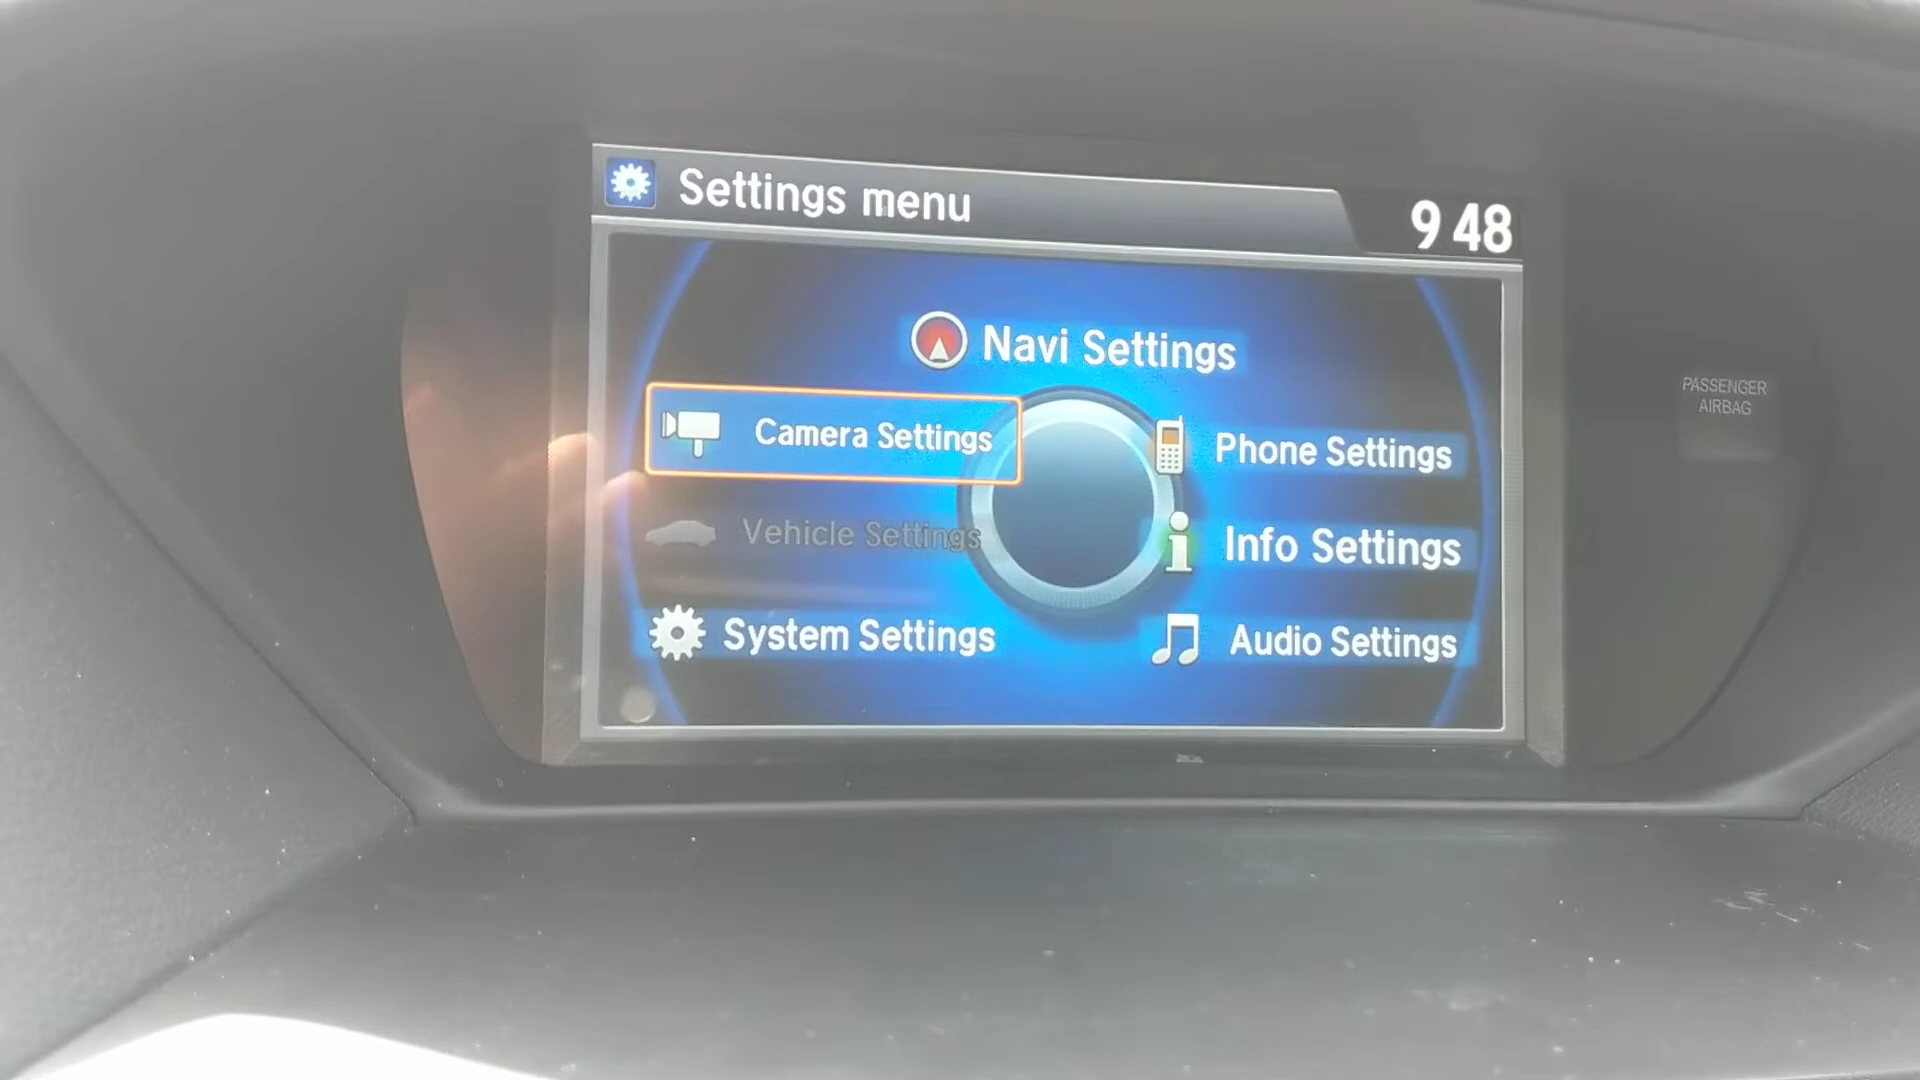 Settings menu
9 48
Navi Settings
Camera Settings
Phone Settings
Vehicle Settings
Info Settings
System Settings
Audio Settings
PASSENGER
AIRBAG